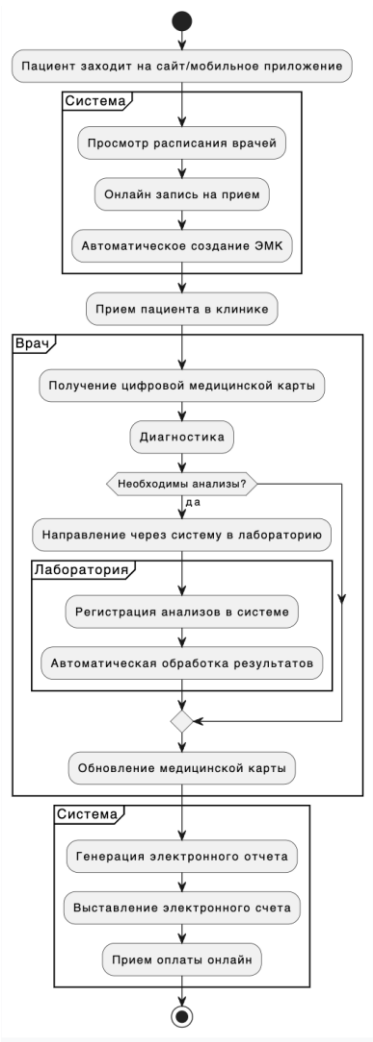 Пациент заходит на сайт/мобильное приложение
Система
Просмотр расписания врачей
Онлайн запись на прием
Автоматическое создание ЭМК
Прием пациента в клинике
Врач
Получение цифровой медицинской карты
Диагностика
Необходимы анализы?
да
Направление через систему в лабораторию
Лаборатория
Регистрация анализов в системе
Автоматическая обработка результатов
Обновление медицинской карты
Система
Генерация электронного отчета
Выставление электронного счета
Прием оплаты онлайн